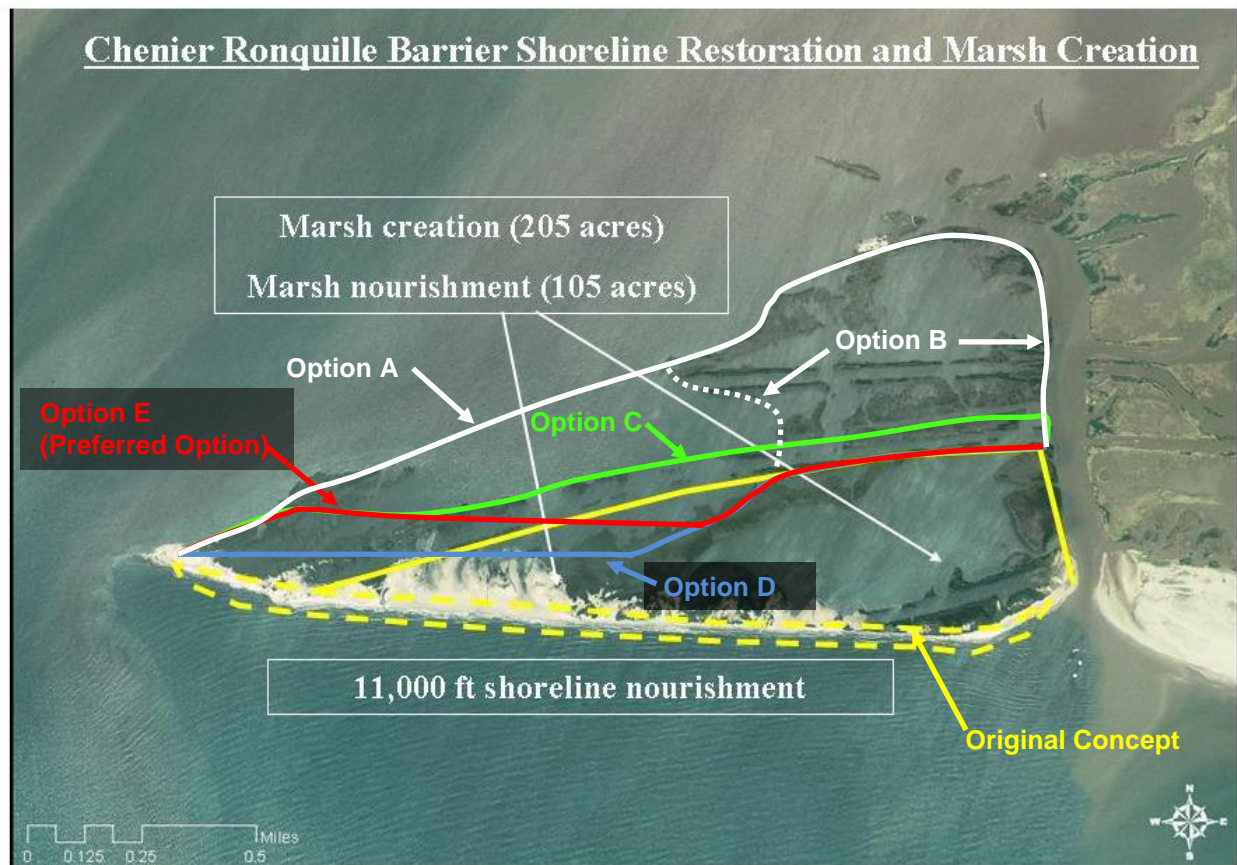 Chenier Ronquille Barrier Shoreline Restoration and Marsh Creation
Marsh creation (205 acres)
Marsh nourishment (105 acres)
Option B
Option A
Option E
(Preferred Option)
Option C
Option D
11,000 ft shoreline nourishment
Original Concept
N
W
E
S
Miles
0
0.125
0.25
0.5